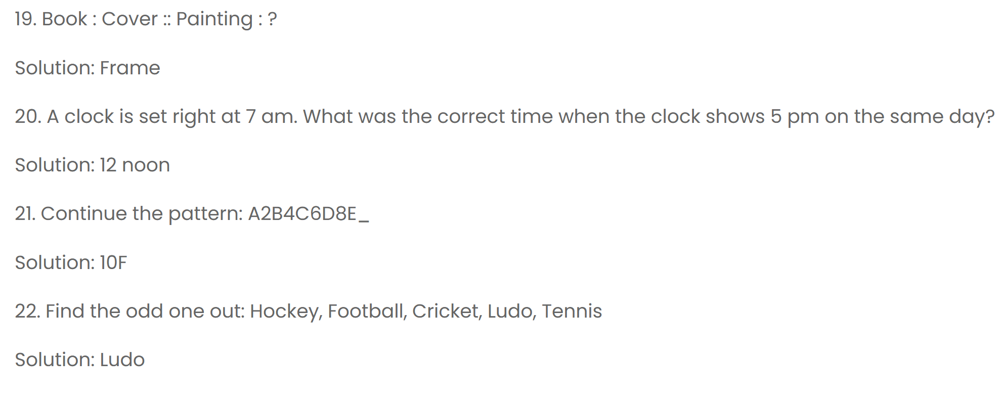 19. Book : Cover :: Painting : ?
Solution: Frame
20. A clock is set right at 7 am. What was the correct time when the clock shows 5 pm on the same day?
Solution: 12 noon
21. Continue the pattern: A2B4C6D8E_
Solution: 10F
22. Find the odd one out: Hockey, Football, Cricket, Ludo, Tennis
Solution: Ludo